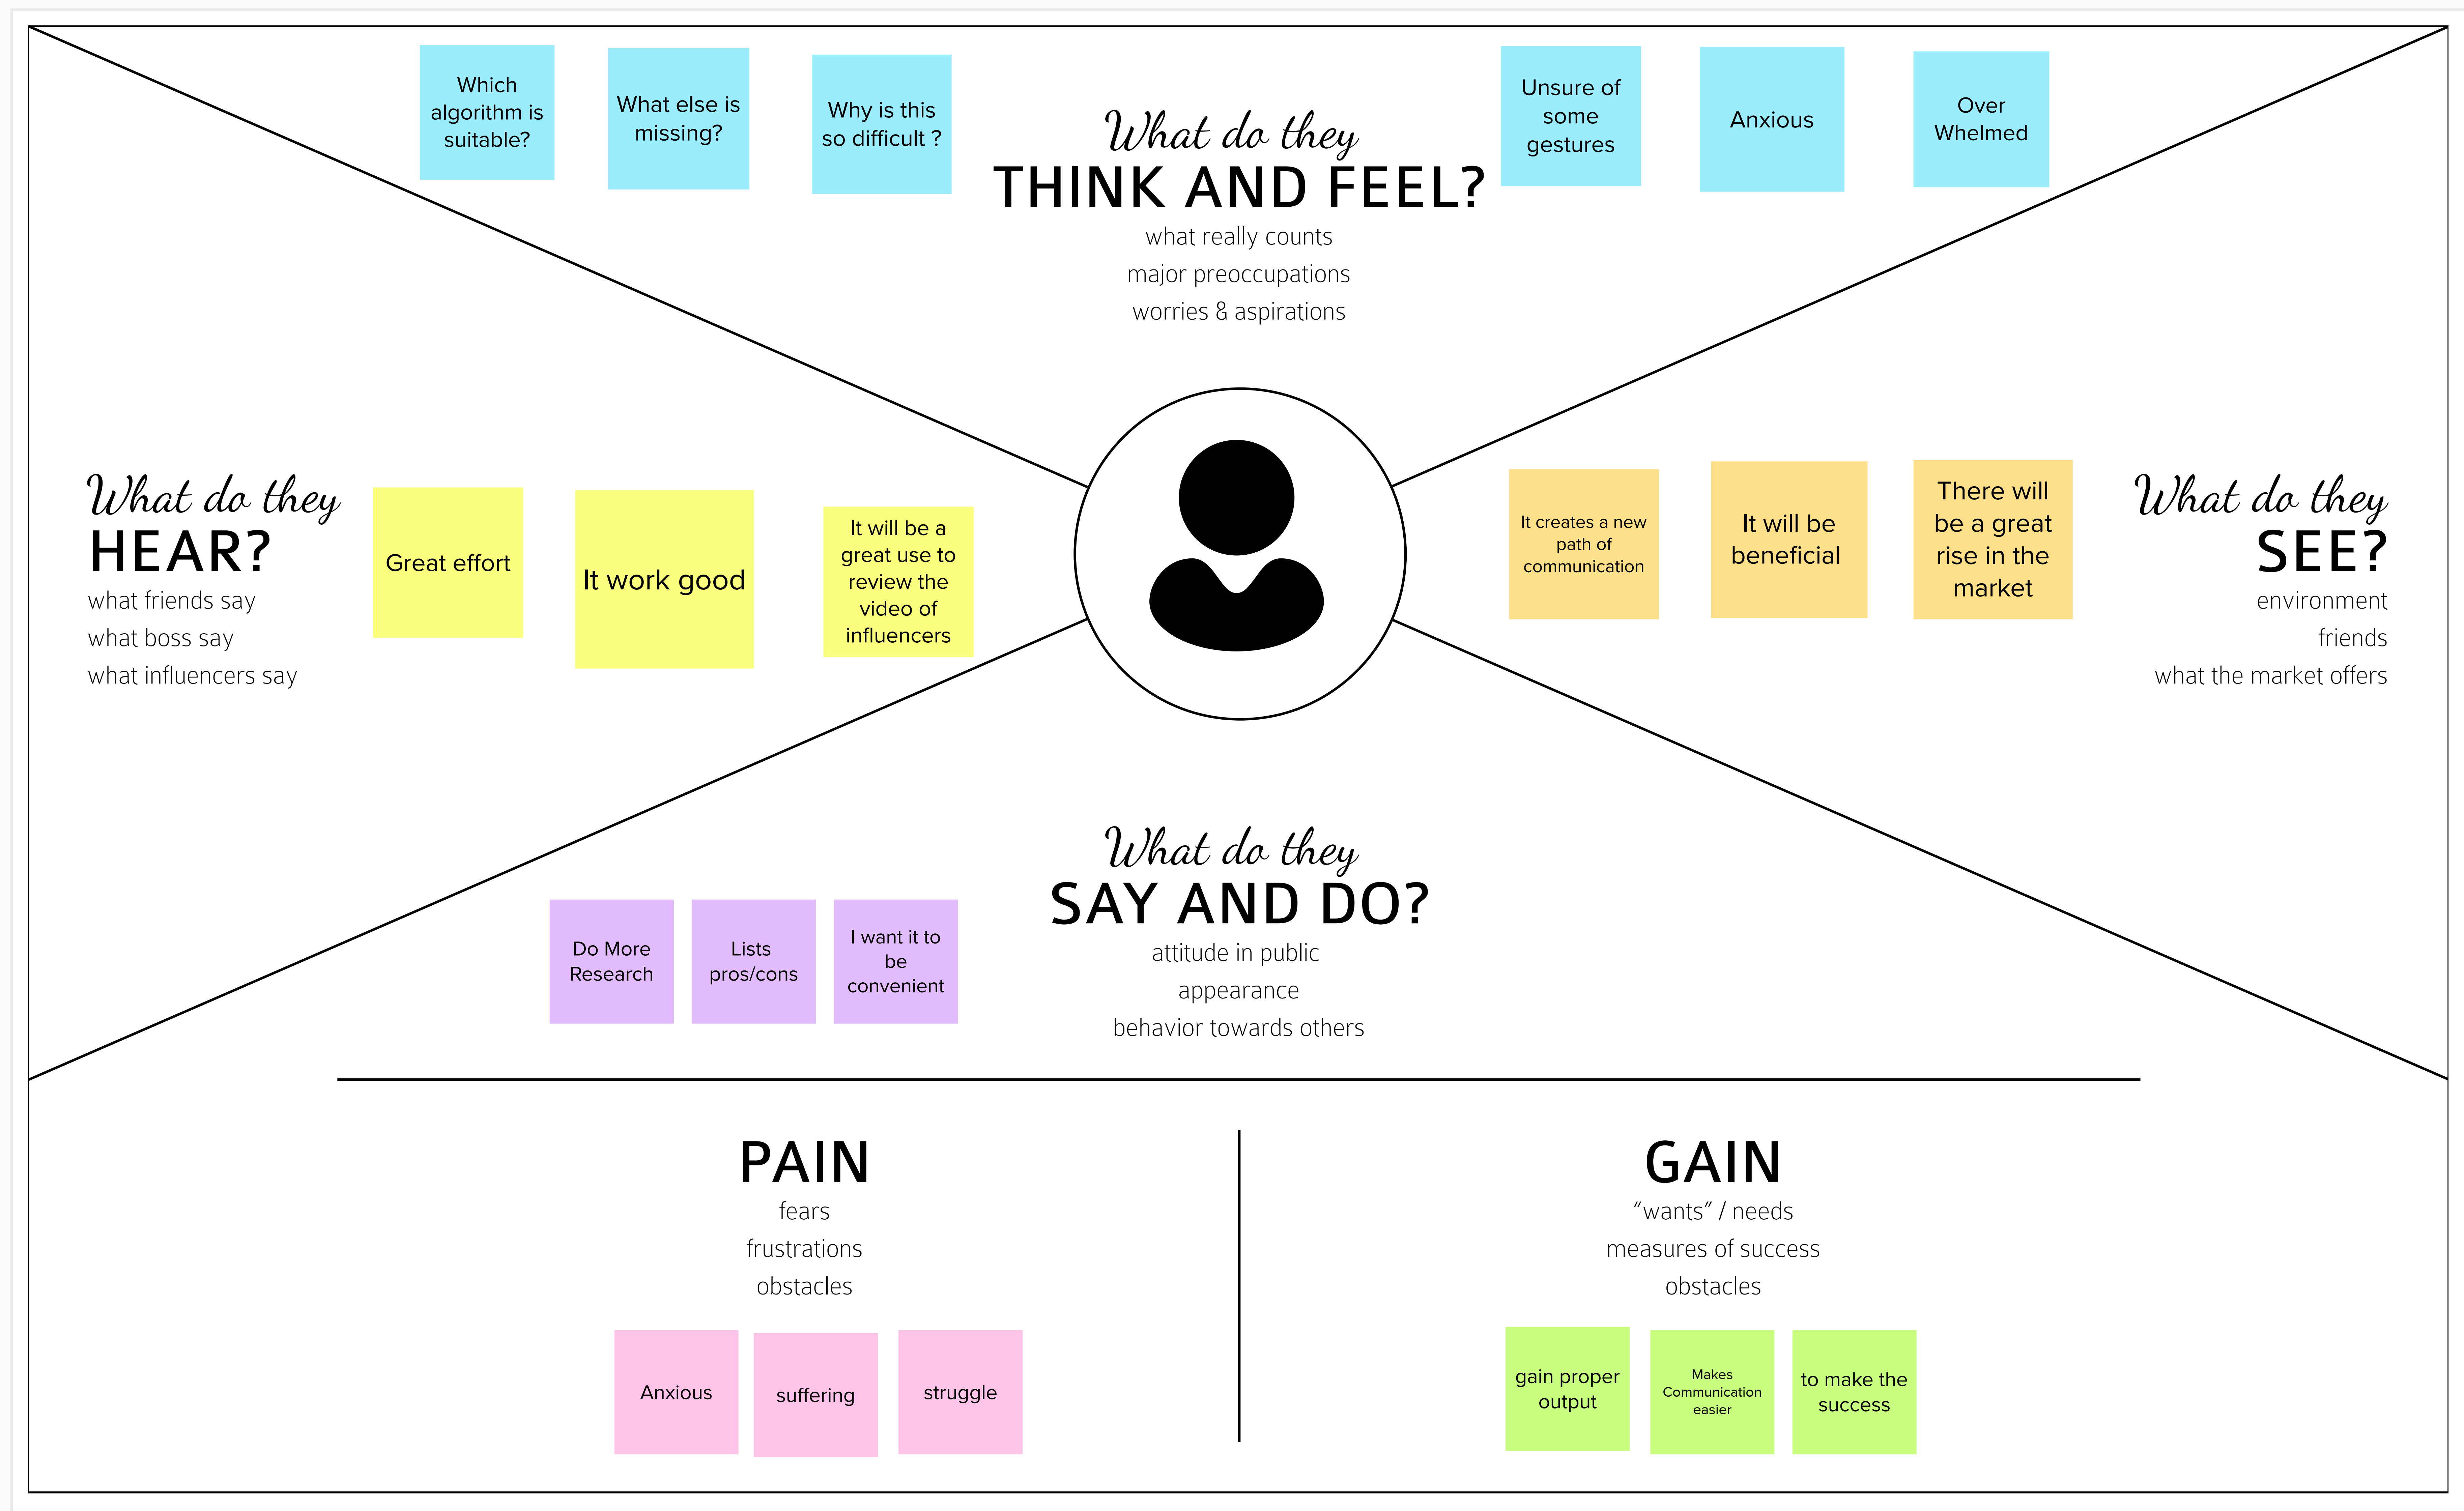 Which
algorithm is
suitable?
What else is
missing?
Why is this
so difficult ?
What do they
THINK AND FEEL?
what really counts
major preoccupations
worries & aspirations
Unsure of
some
gestures
Anxious
Over
Whelmed
What do they
HEAR?
what friends say
what boss say
what influencers say
Great effort
It work good
It will be a
great use to
review the
video of
influencers
It creates a new
path of
communication
It will be
beneficial
There will
be a great
rise in the
market
What do they
SEE?
environment
friends
what the market offers
What do they
SAY AND DO?
attitude in public
appearance
behavior towards others
Do More
Research
Lists
pros/cons
I want it to
be
convenient
PAIN
fears
frustrations
obstacles
Anxious
suffering
struggle
GAIN
“wants” / needs
measures of success
obstacles
gain proper
output
Makes
Communication
easier
to make the
success